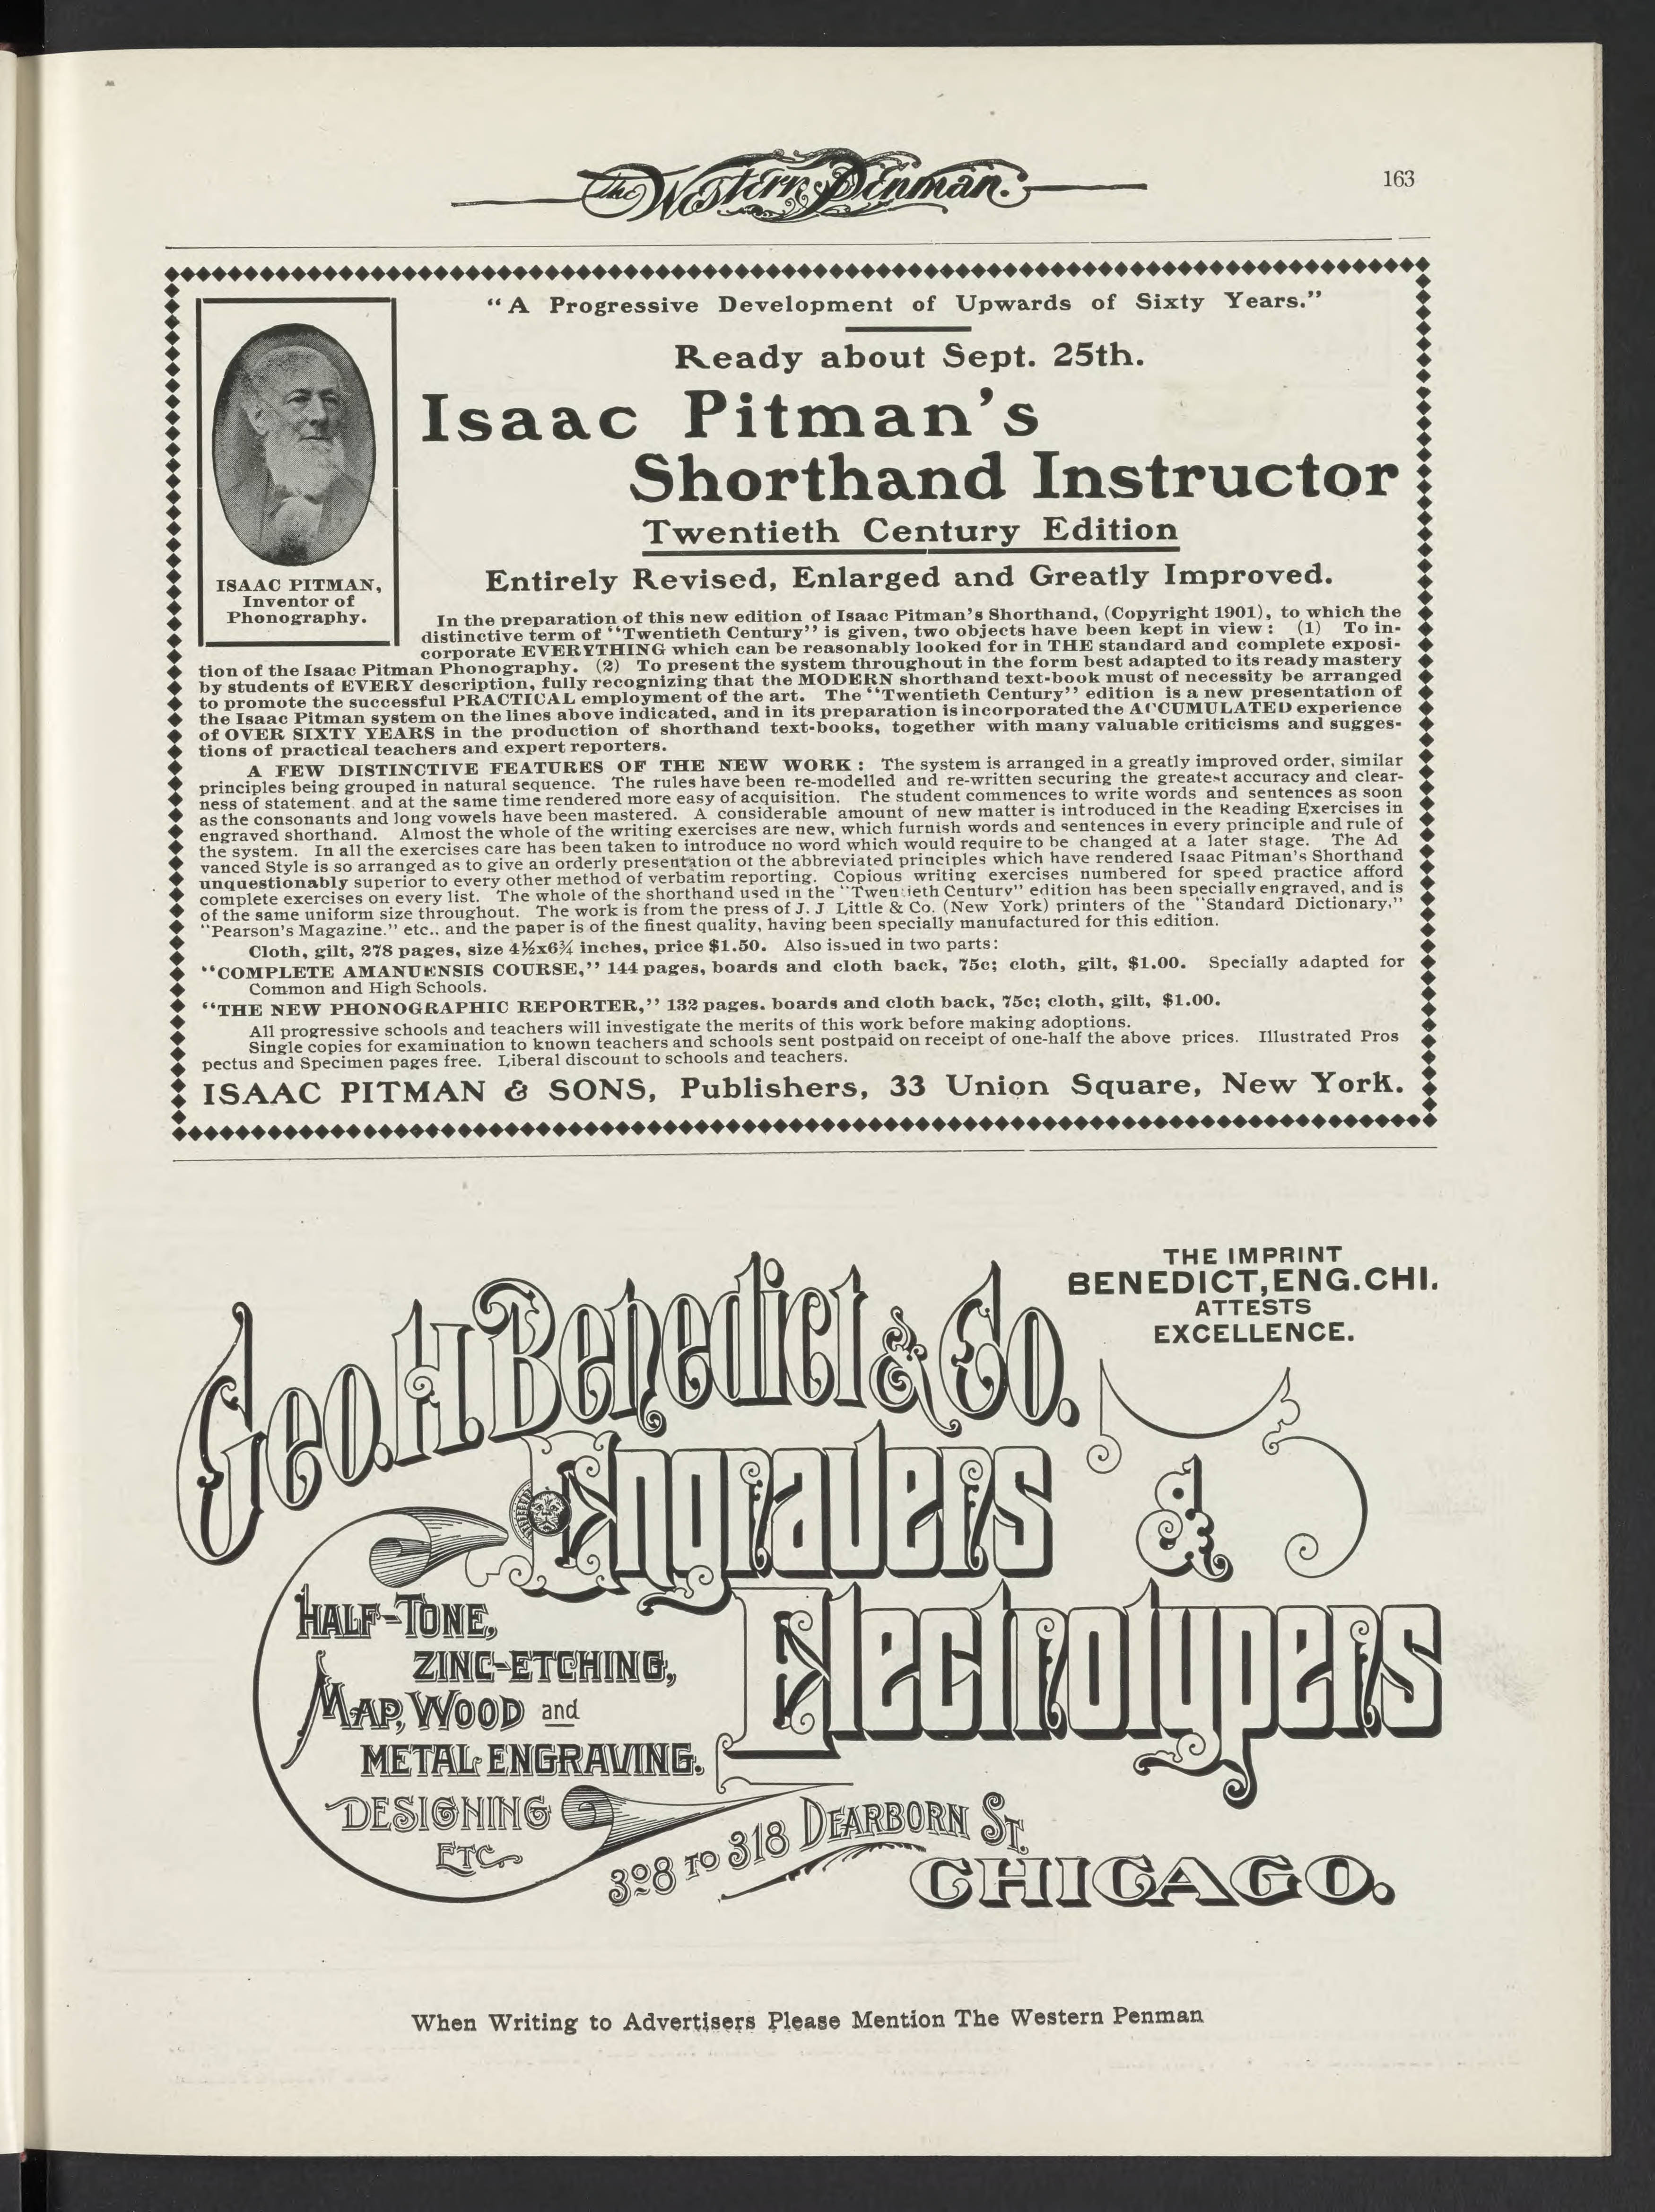 The Western Penman.
163
"A Progressive Development of Upwards of Sixty Years."
Ready about Sept. 25th.
Isaac Pitman's
Shorthand Instructor
Twentieth Century Edition
Entirely Revised, Enlarged and Greatly Improved.
ISAAC PITMAN,
Inventor of
Phonography.
In the preparation of this new edition of Isaac Pitman's Shorthand, (Copyright 1901), to which the
distinctive term of "Twentieth Century" is given, two objects have been kept in view: (1) To in-
corporate EVERYTHING which can be reasonably looked for in THE standard and complete exposi-
tion of the Isaac Pitman Phonography. (2) To present the system throughout in the form best adapted to its ready mastery
by students of EVERY description, fully recognizing that the MODERN shorthand text-book must of necessity be arranged
to promote the successful PRACTICAL employment of the art. The "Twentieth Century" edition is a new presentation of
the Isaac Pitman system on the lines above indicated, and in its preparation is incorporated the ACCUMULATED experience
of OVER SIXTY YEARS in the production of shorthand text-books, together with many valuable criticisms and sugges-
tions of practical teachers and expert reporters.
A FEW DISTINCTIVE FEATURES OF THE NEW WORK: The system is arranged in a greatly improved order, similar
principles being grouped in natural sequence. The rules have been re-modelled and re-written securing the greatest accuracy and clear-
ness of statement and at the same time rendered more easy of acquisition. The student commences to write words and sentences as soon
as the consonants and long vowels have been mastered. A considerable amount of new matter is introduced in the Reading Exercises in
engraved shorthand. Almost the whole of the writing exercises are new, which furnish words and sentences in every principle and rule of
the system. In all the exercises care has been taken to introduce no word which would require to be changed at a later stage. The Ad
vanced Style is so arranged as to give an orderly presentation of the abbreviated principles which have rendered Isaac Pitman's Shorthand
unquestionably superior to every other method of verbatim reporting. Copious writing exercises numbered for speed practice afford
complete exercises on every list. The whole of the shorthand used in the "Twentieth Century" edition has been specially engraved, and is
of the same uniform size throughout. The work is from the press of J. J Little & Co. (New York) printers of the "Standard Dictionary,"
"Pearson's Magazine." etc., and the paper is of the finest quality, having been specially manufactured for this edition.
Cloth, gilt, 278 pages, size 4½x6¾ inches, price $1.50. Also issued in two parts:
"COMPLETE AMANUENSIS COURSE," 144 pages, boards and cloth back, 75c; cloth, gilt, $1.00. Specially adapted for
Common and High Schools.
"THE NEW PHONOGRAPHIC REPORTER," 132 pages. boards and cloth back, 75c; cloth, gilt, $1.00.
All progressive schools and teachers will investigate the merits of this work before making adoptions.
Single copies for examination to known teachers and schools sent postpaid on receipt of one-half the above prices. Illustrated Pros
pectus and Specimen pages free. Liberal discount to schools and teachers.
ISAAC PITMAN & SONS, Publishers, 33 Union Square, New York.
THE IMPRINT
BENEDICT, ENG. CHI.
ATTESTS
EXCELLENCE.
Geo. H. Benedict & Co.
Engravers &
Electrotypers
HALF-TONE,
ZINC-ETCHING,
MAP, WOOD and
METAL ENGRAVING.
DESIGNING
ETC.
308 TO 318 DEARBORN ST.
CHICAGO.
When Writing to Advertisers Please Mention The Western Penman